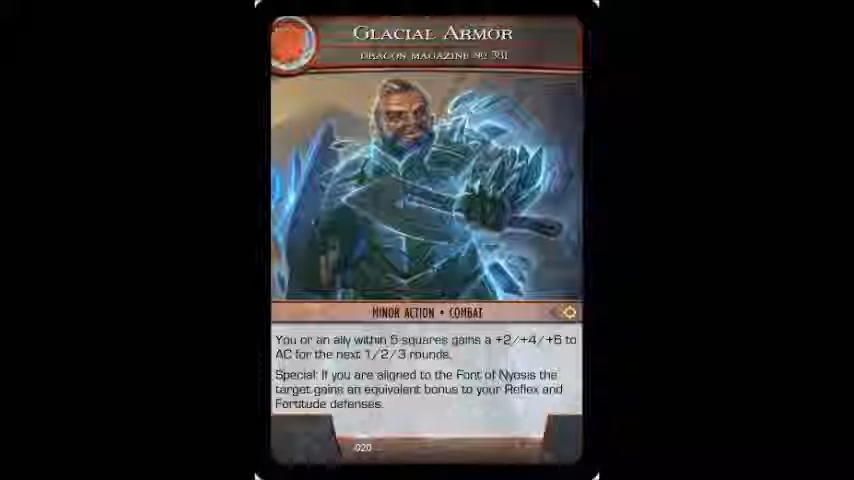 GLACIAL ARMOR
DRAGON MAGAZINE NO 381
MINOR ACTION • COMBAT
You or an ally within 5 squares gains a +2/+4/+6 to
AC for the next 1/2/3 rounds.
Special: If you are aligned to the Font of Nyosis the
target gains an equivalent bonus to your Reflex and
Fortitude defenses.
020